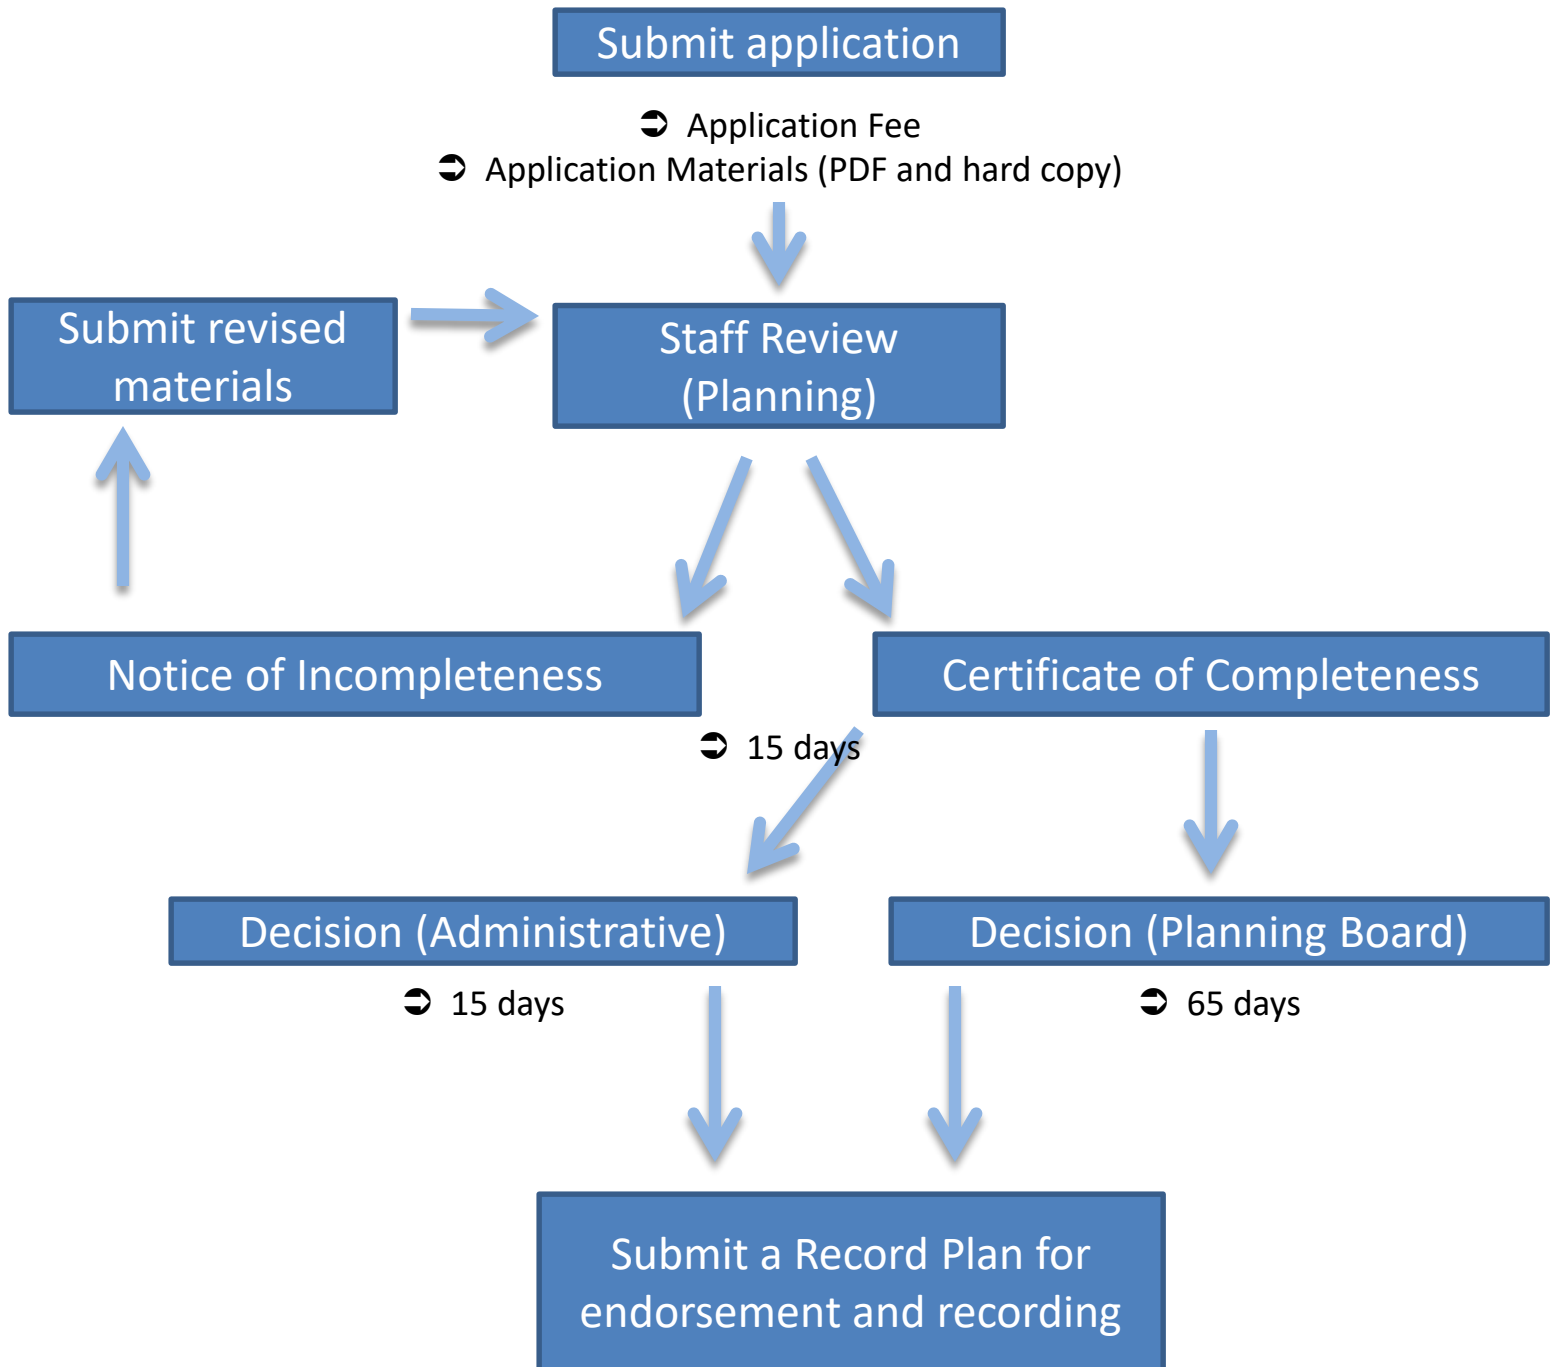 Submit application
➲ Application Fee
➲ Application Materials (PDF and hard copy)
Submit revised
materials
Staff Review
(Planning)
Notice of Incompleteness
Certificate of Completeness
➲ 15 days
Decision (Administrative)
Decision (Planning Board)
➲ 15 days
➲ 65 days
Submit a Record Plan for
endorsement and recording